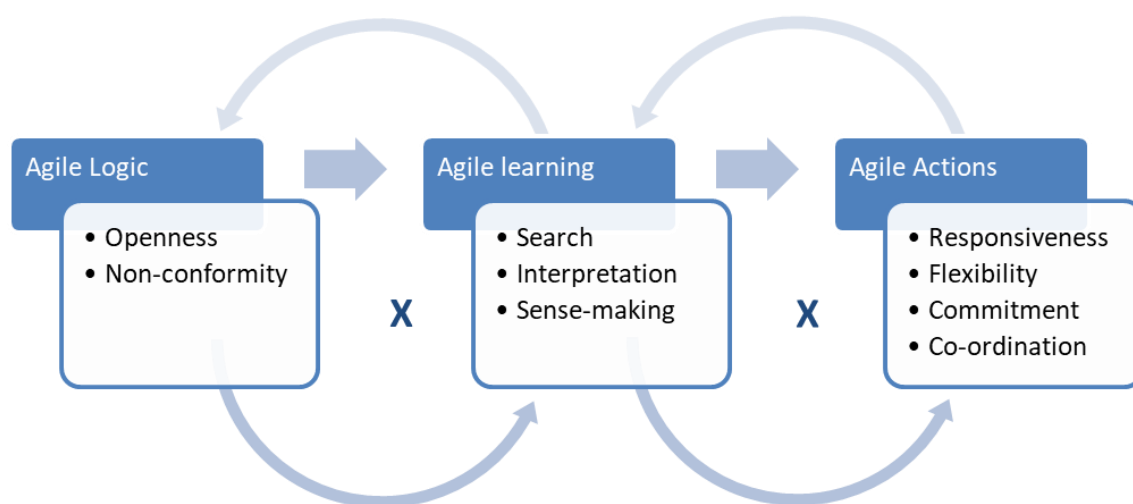 Agile Logic
• Openness
• Non-conformity
X
Agile learning
• Search
• Interpretation
• Sense-making
X
Agile Actions
• Responsiveness
• Flexibility
• Commitment
• Co-ordination